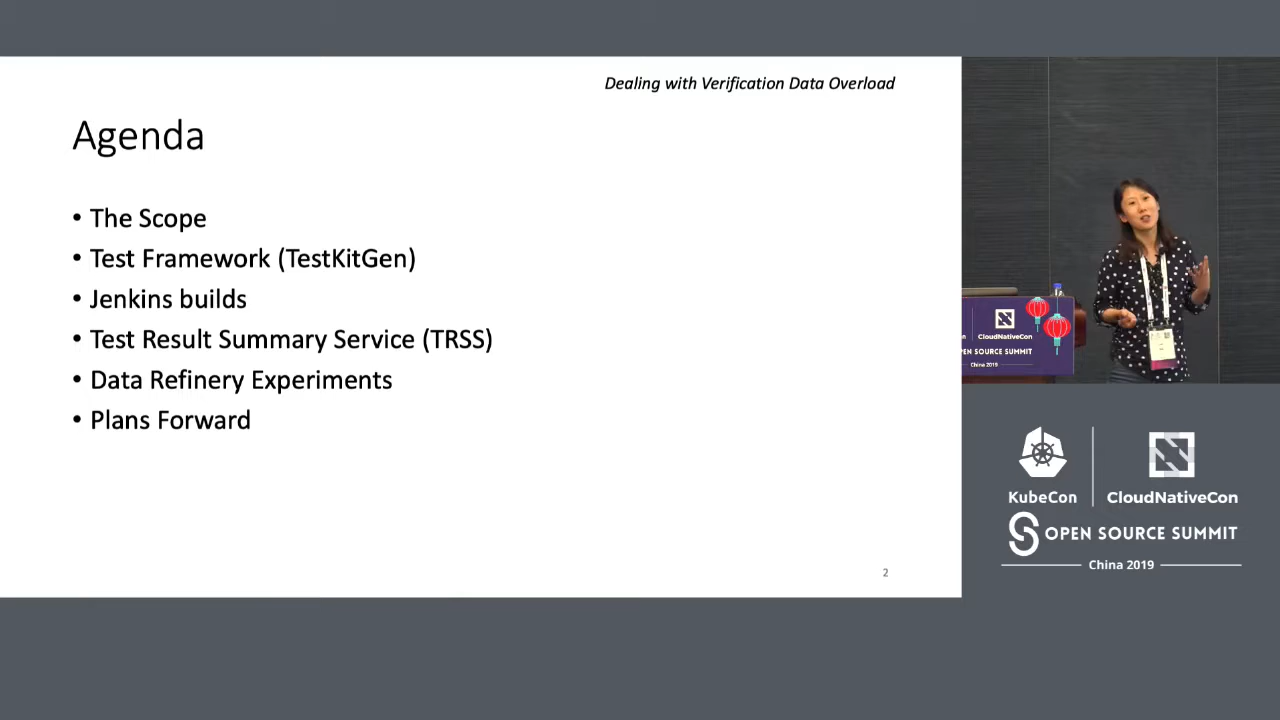 Dealing with Verification Data Overload
Agenda
• The Scope
• Test Framework (TestKitGen)
• Jenkins builds
• Test Result Summary Service (TRSS)
• Data Refinery Experiments
• Plans Forward
2
CloudNativeCon
OPEN SOURCE SUMMIT
China 2019
KubeCon
CloudNativeCon
OPEN SOURCE SUMMIT
China 2019